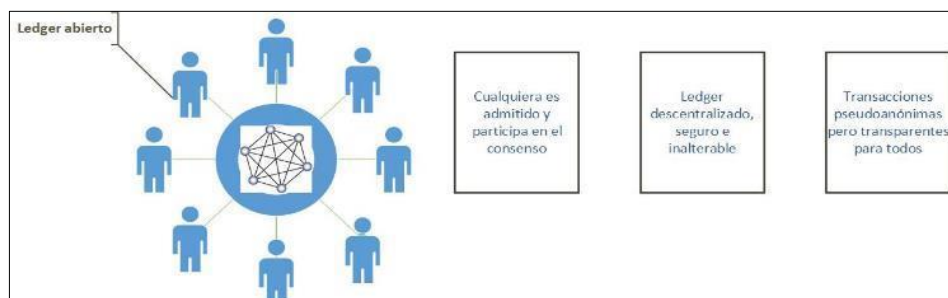 Ledger abierto
Cualquiera es
admitido y
participa en el
consenso
Ledger
descentralizado,
seguro e
inalterable
Transacciones
pseudoanónimas
pero transparentes
para todos